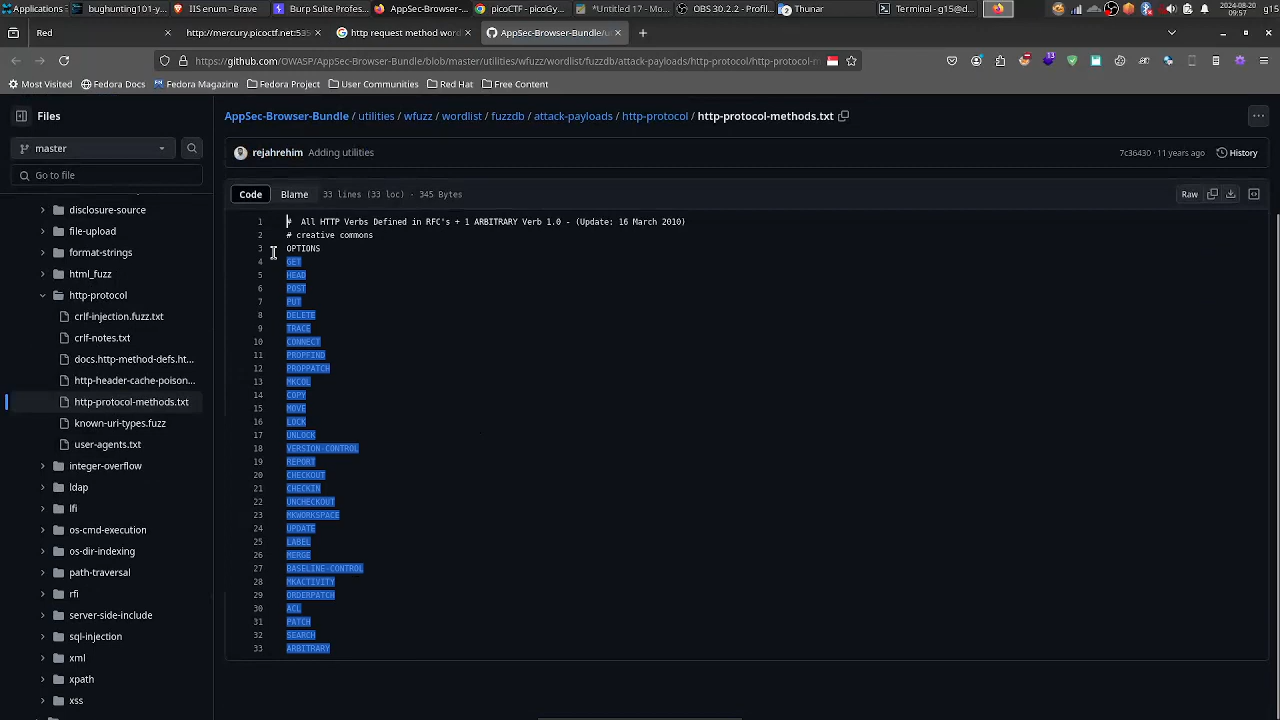 Applications
bughunting101-y...
IIS enum - Brave
Burp Suite Profes...
AppSec-Browser-...
picoCTF - picoGy...
*Untitled 17 - Mo...
OBS 30.2.2 - Profil...
2 Thunar
Terminal - g15@d...
2024-08-20
09:57
g15
Red
http://mercury.picoctf.net:535
http request method word
AppSec-Browser-Bundle/u
https://github.com/OWASP/AppSec-Browser-Bundle/blob/master/utilities/wfuzz/wordlist/fuzzdb/attack-payloads/http-protocol/http-protocol-m
Most Visited
Fedora Docs
Fedora Magazine
Fedora Project
User Communities
Red Hat
Free Content
Files
AppSec-Browser-Bundle / utilities / wfuzz / wordlist / fuzzdb / attack-payloads / http-protocol / http-protocol-methods.txt
master
rejahrehim Adding utilities
7c36430 · 11 years ago
History
Go to file
Code
Blame
33 lines (33 loc) · 345 Bytes
Raw
disclosure-source
file-upload
format-strings
html_fuzz
http-protocol
crlf-injection.fuzz.txt
crlf-notes.txt
docs.http-method-defs.ht...
http-header-cache-poison...
http-protocol-methods.txt
known-uri-types.fuzz
user-agents.txt
integer-overflow
ldap
lfi
os-cmd-execution
os-dir-indexing
path-traversal
rfi
server-side-include
sql-injection
xml
xpath
xss
1 # All HTTP Verbs Defined in RFC's + 1 ARBITRARY Verb 1.0 - (Update: 16 March 2010)
2 # creative commons
3 OPTIONS
4 GET
5 HEAD
6 POST
7 PUT
8 DELETE
9 TRACE
10 CONNECT
11 PROPFIND
12 PROPPATCH
13 MKCOL
14 COPY
15 MOVE
16 LOCK
17 UNLOCK
18 VERSION-CONTROL
19 REPORT
20 CHECKOUT
21 CHECKIN
22 UNCHECKOUT
23 MKWORKSPACE
24 UPDATE
25 LABEL
26 MERGE
27 BASELINE-CONTROL
28 MKACTIVITY
29 ORDERPATCH
30 ACL
31 PATCH
32 SEARCH
33 ARBITRARY